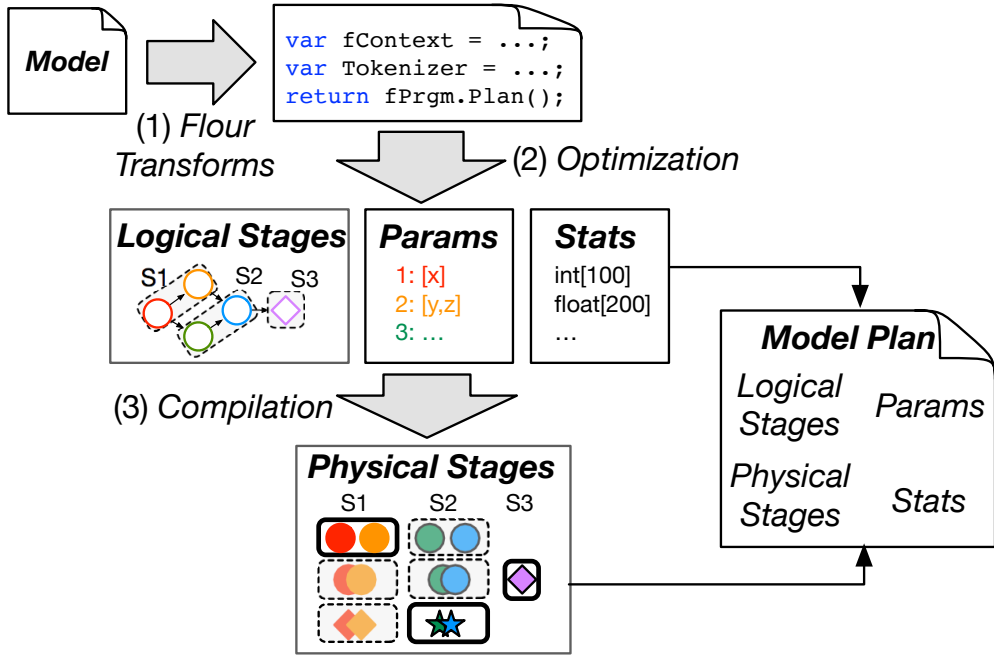 Model
var fContext = ...;
var Tokenizer = ...;
return fPrgm.Plan();
(1) Flour
Transforms
(2) Optimization
Logical Stages
S1
S2
S3
Params
1: [x]
2: [y,z]
3: ...
Stats
int[100]
float[200]
...
(3) Compilation
Physical Stages
S1
S2
S3
Model Plan
Logical
Stages
Params
Physical
Stages
Stats